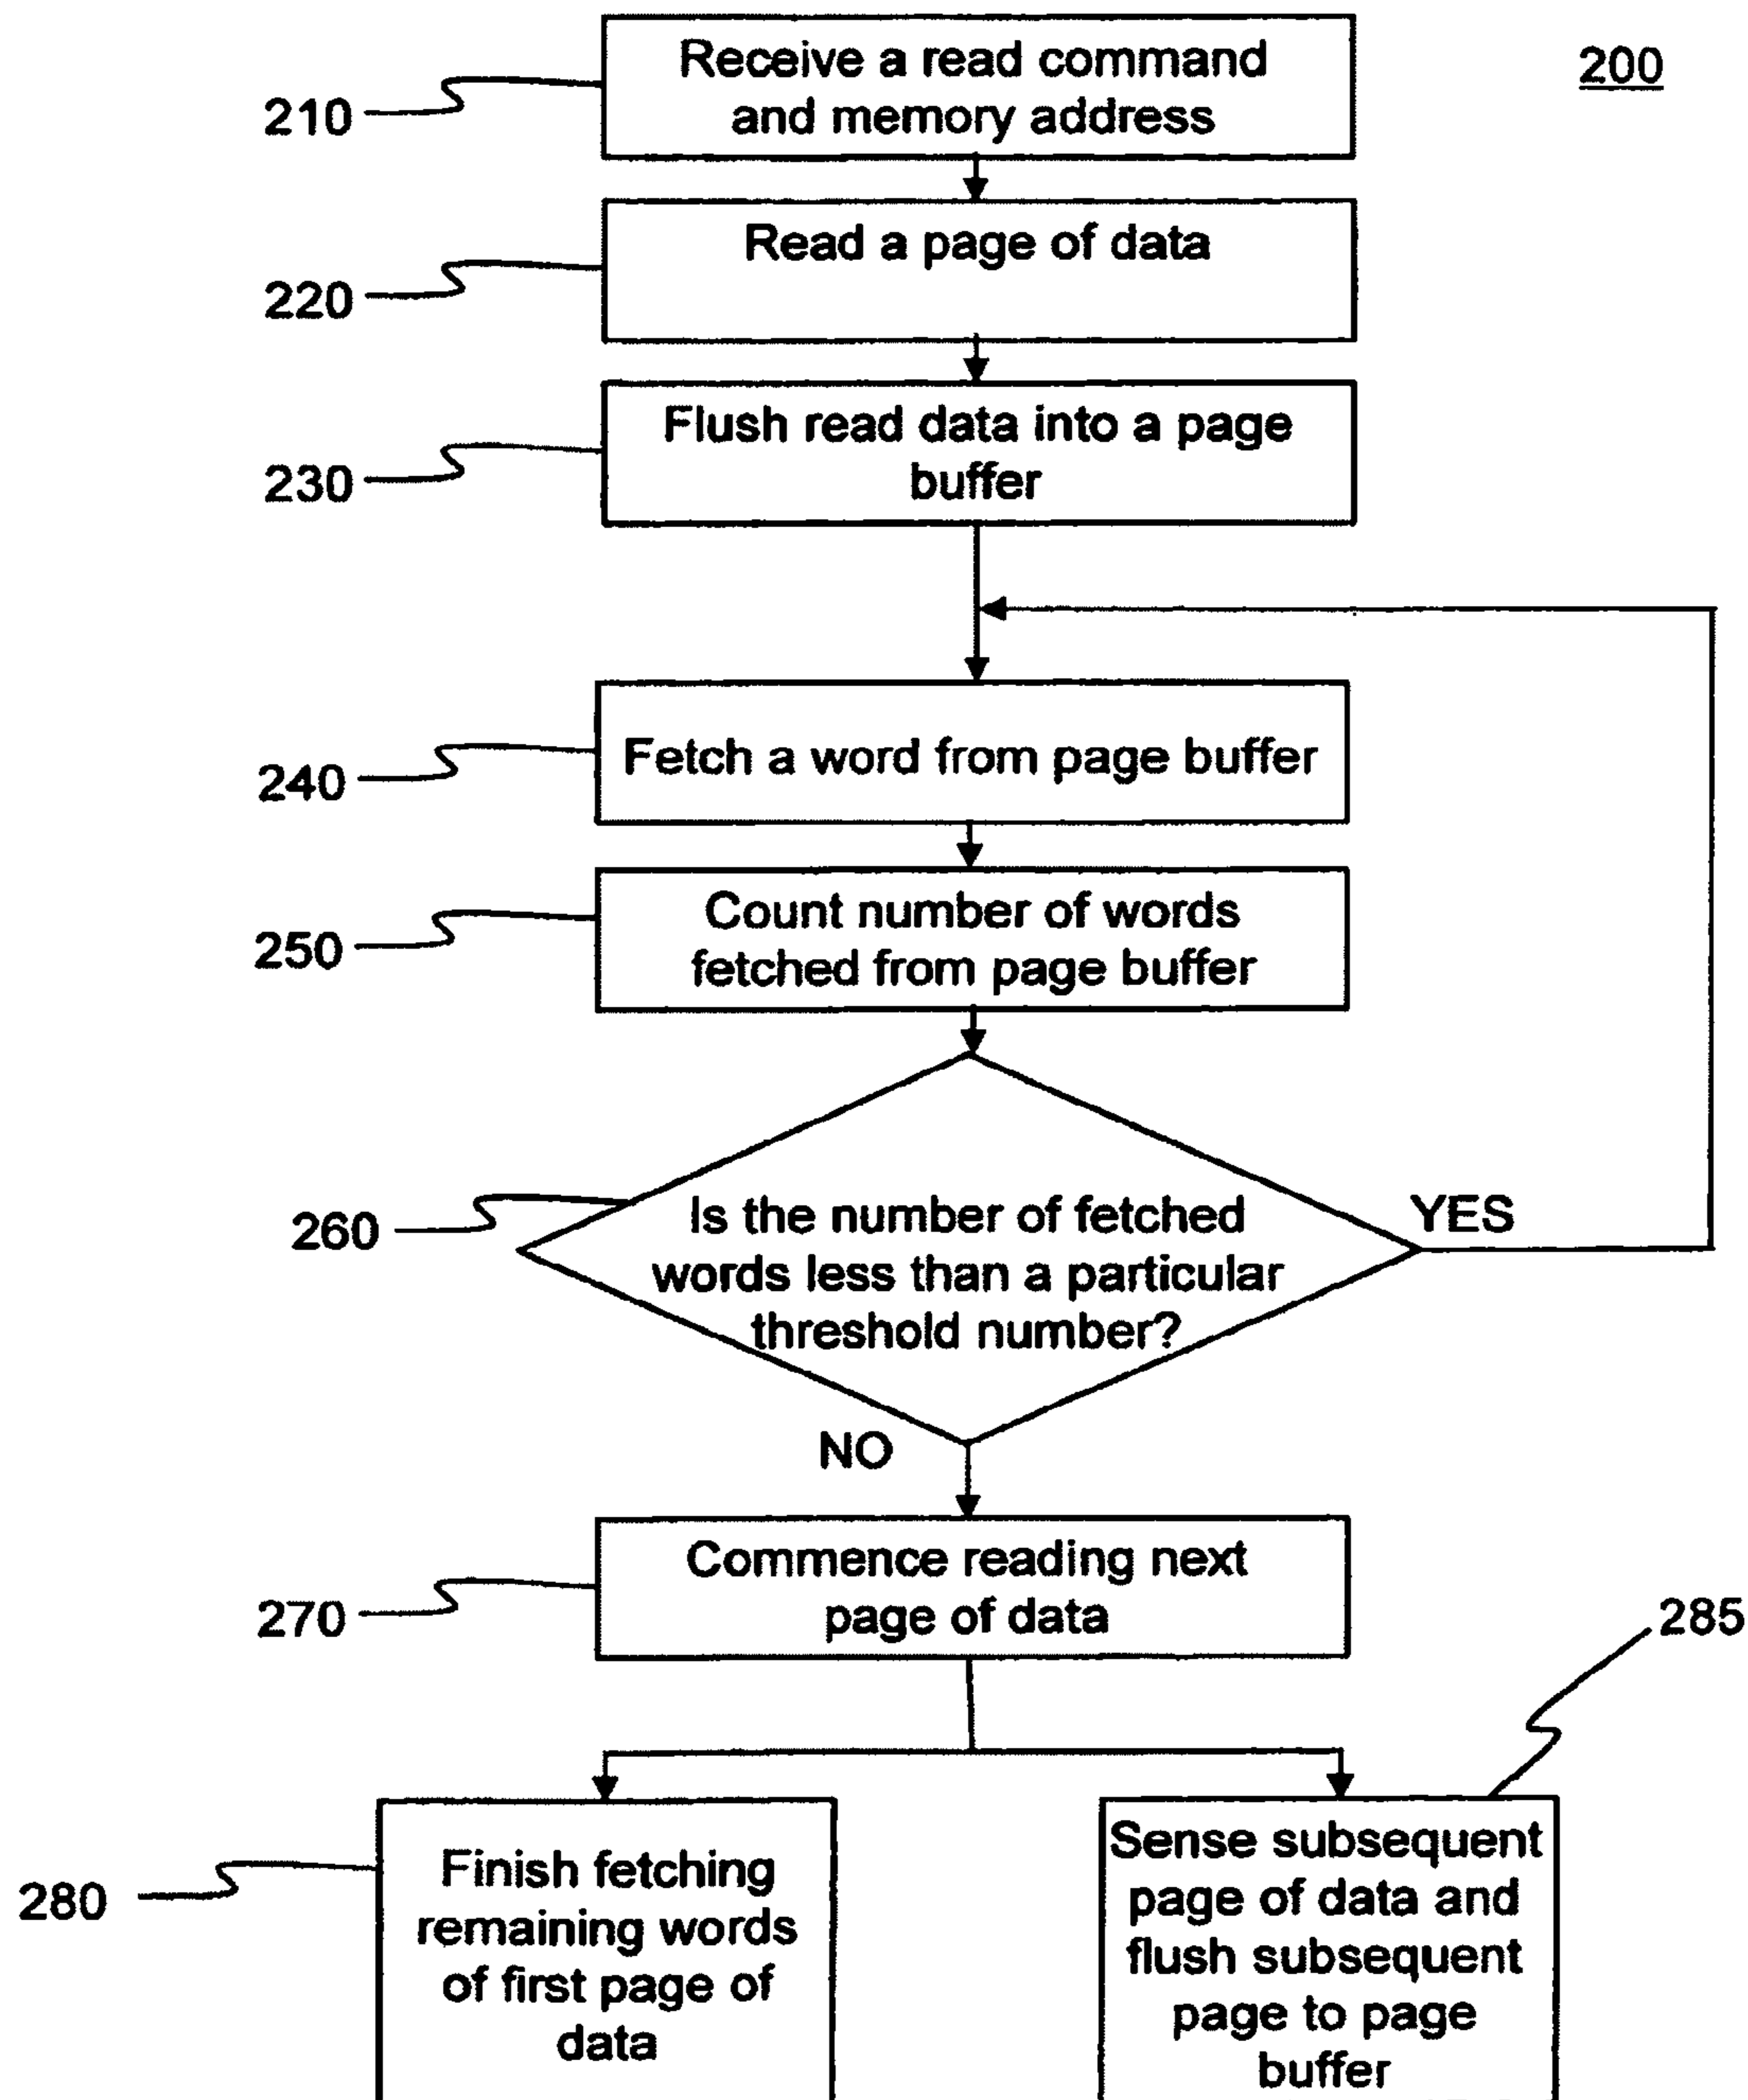 200
Receive a read command
and memory address
210
Read a page of data
220
Flush read data into a page
buffer
230
Fetch a word from page buffer
240
Count number of words
fetched from page buffer
250
Is the number of fetched
words less than a particular
threshold number?
260
YES
NO
Commence reading next
page of data
270
285
Finish fetching
remaining words
of first page of
data
280
Sense subsequent
page of data and
flush subsequent
page to page
buffer